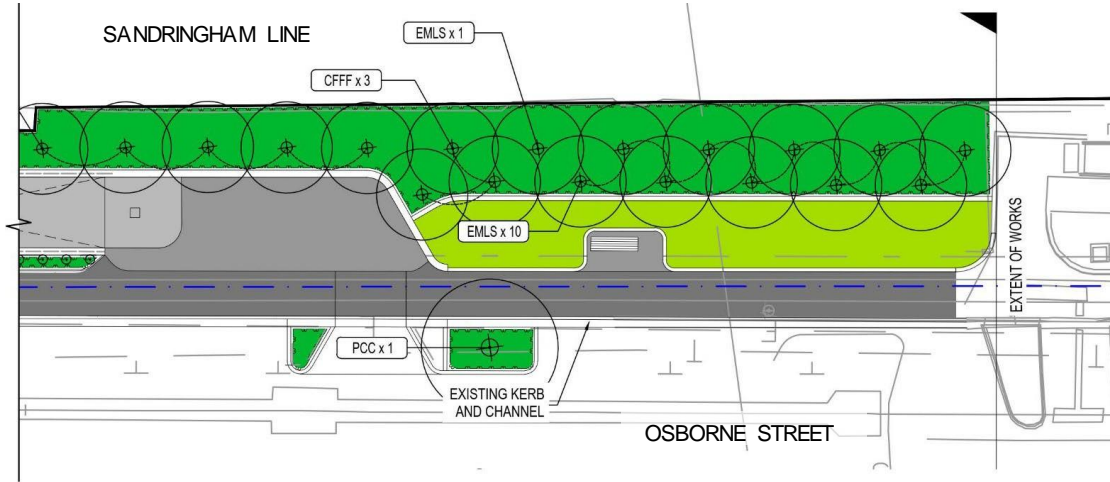 SANDRINGHAM LINE
EMLS x 1
CFFF x 3
EMLS x 10
EXTENT OF WORKS
PCC x 1
EXISTING KERB
AND CHANNEL
OSBORNE STREET